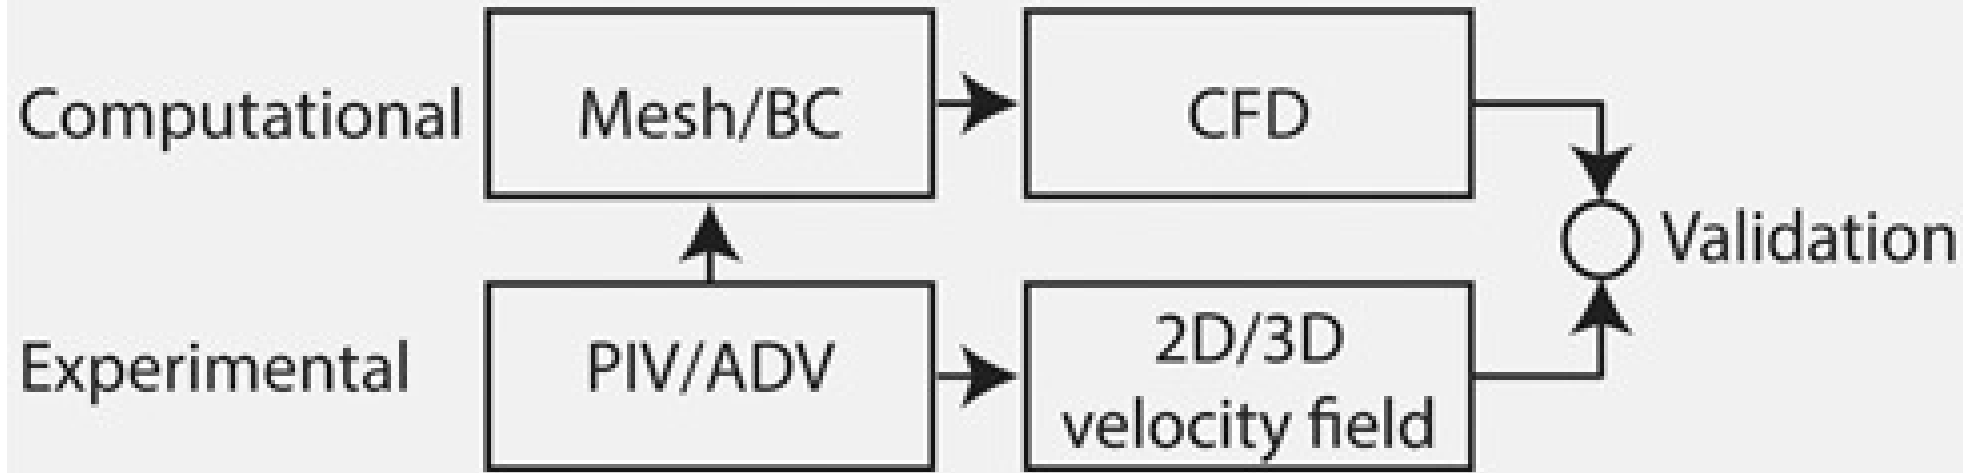 Computational
Mesh/BC
CFD
Validation
Experimental
PIV/ADV
2D/3D
velocity field